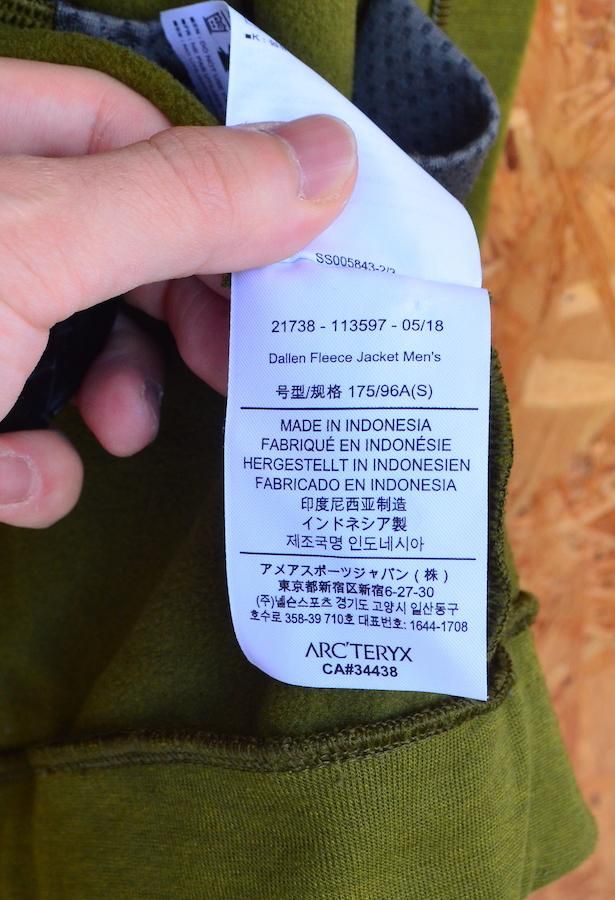 SS005843-2/3
21738 - 113597 - 05/18
Dallen Fleece Jacket Men's
号型/规格 175/96A(S)
MADE IN INDONESIA
FABRIQUÉ EN INDONÉSIE
HERGESTELLT IN INDONESIEN
FABRICADO EN INDONESIA
印度尼西亚制造
インドネシア製
제조국명 인도네시아
アメアスポーツジャパン（株）
東京都新宿区新宿6-27-30
(주)넬슨스포츠 경기도 고양시 일산동구
호수로 358-39 710호 대표번호: 1644-1708
ARC'TERYX
CA#34438